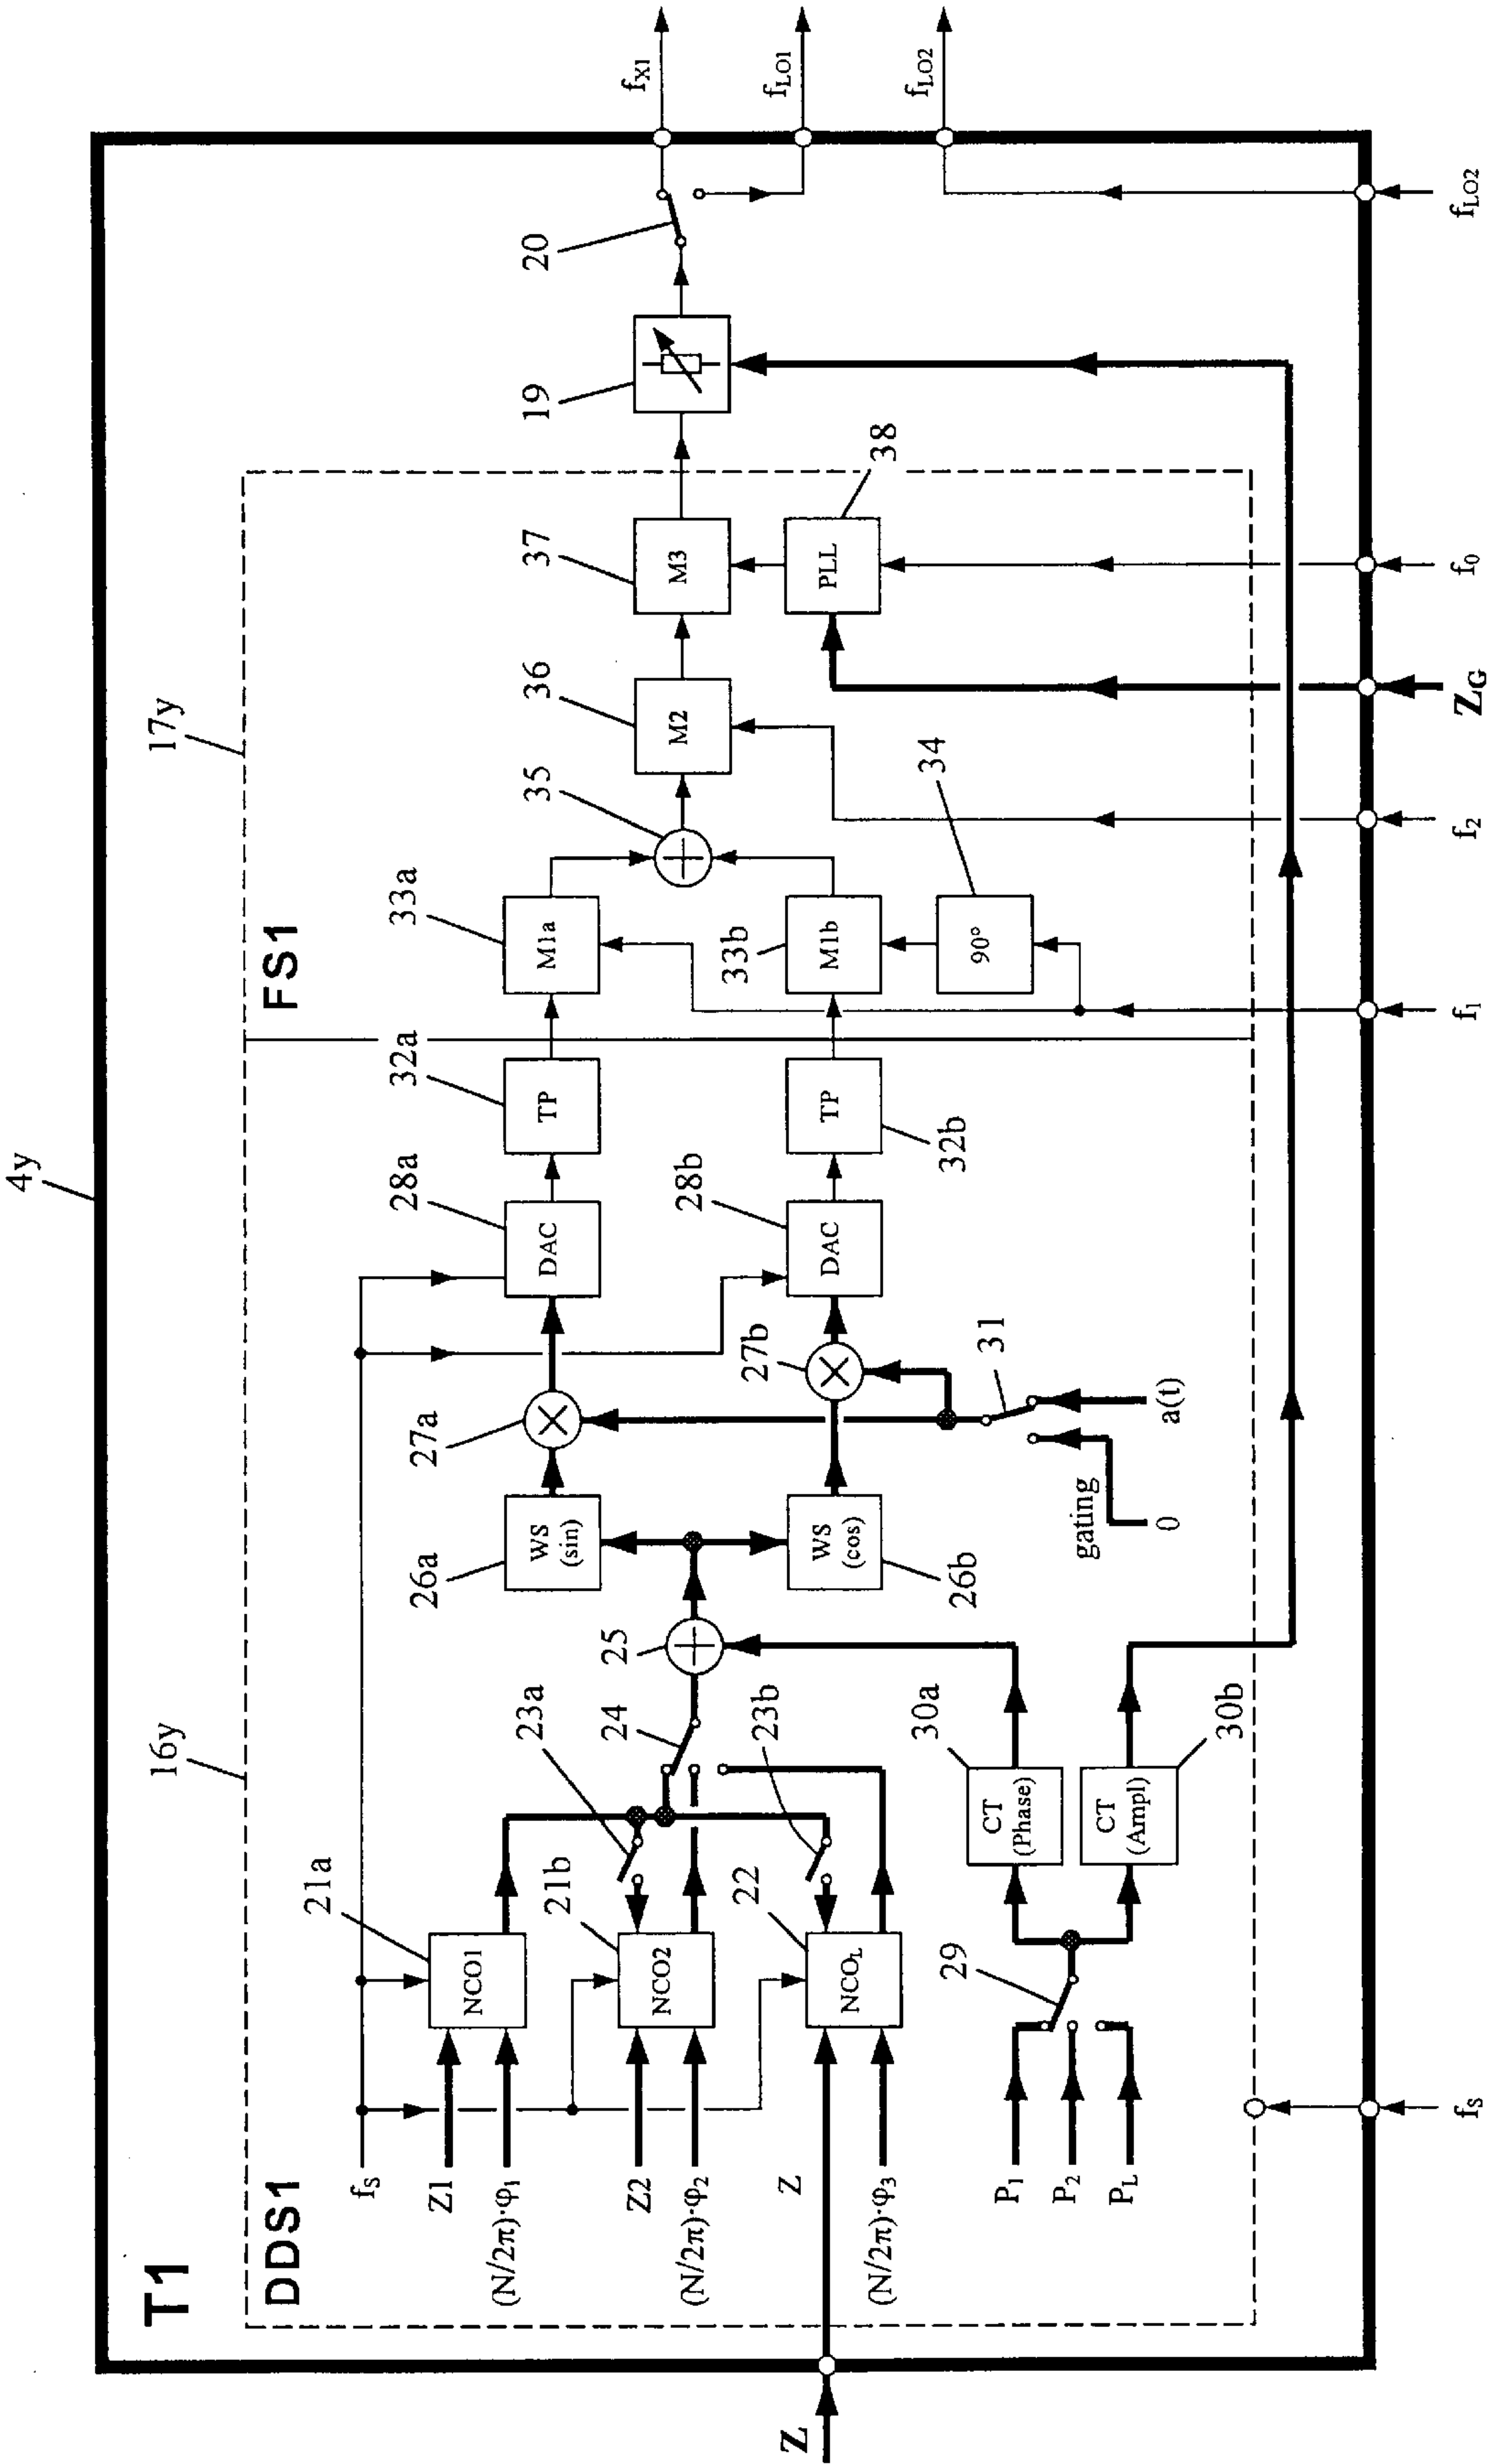 4y
T1
16y
17y
DDS1
FS1
21a
NCO1
21b
NCO2
22
NCO_L
23a
23b
24
25
26a
WS
(sin)
26b
WS
(cos)
27a
27b
28a
DAC
28b
DAC
32a
TP
32b
TP
33a
M1a
33b
M1b
34
90°
35
36
M2
37
M3
38
PLL
19
20
f_X1
f_LO1
f_LO2
f_S
Z1
(N/2π)·φ₁
Z2
(N/2π)·φ₂
Z
Z
(N/2π)·φ₃
P₁
P₂
P_L
29
30a
CT
(Phase)
30b
CT
(Ampl)
gating
0
a(t)
31
f_S
f₁
f₂
Z_G
f₀
f_LO2